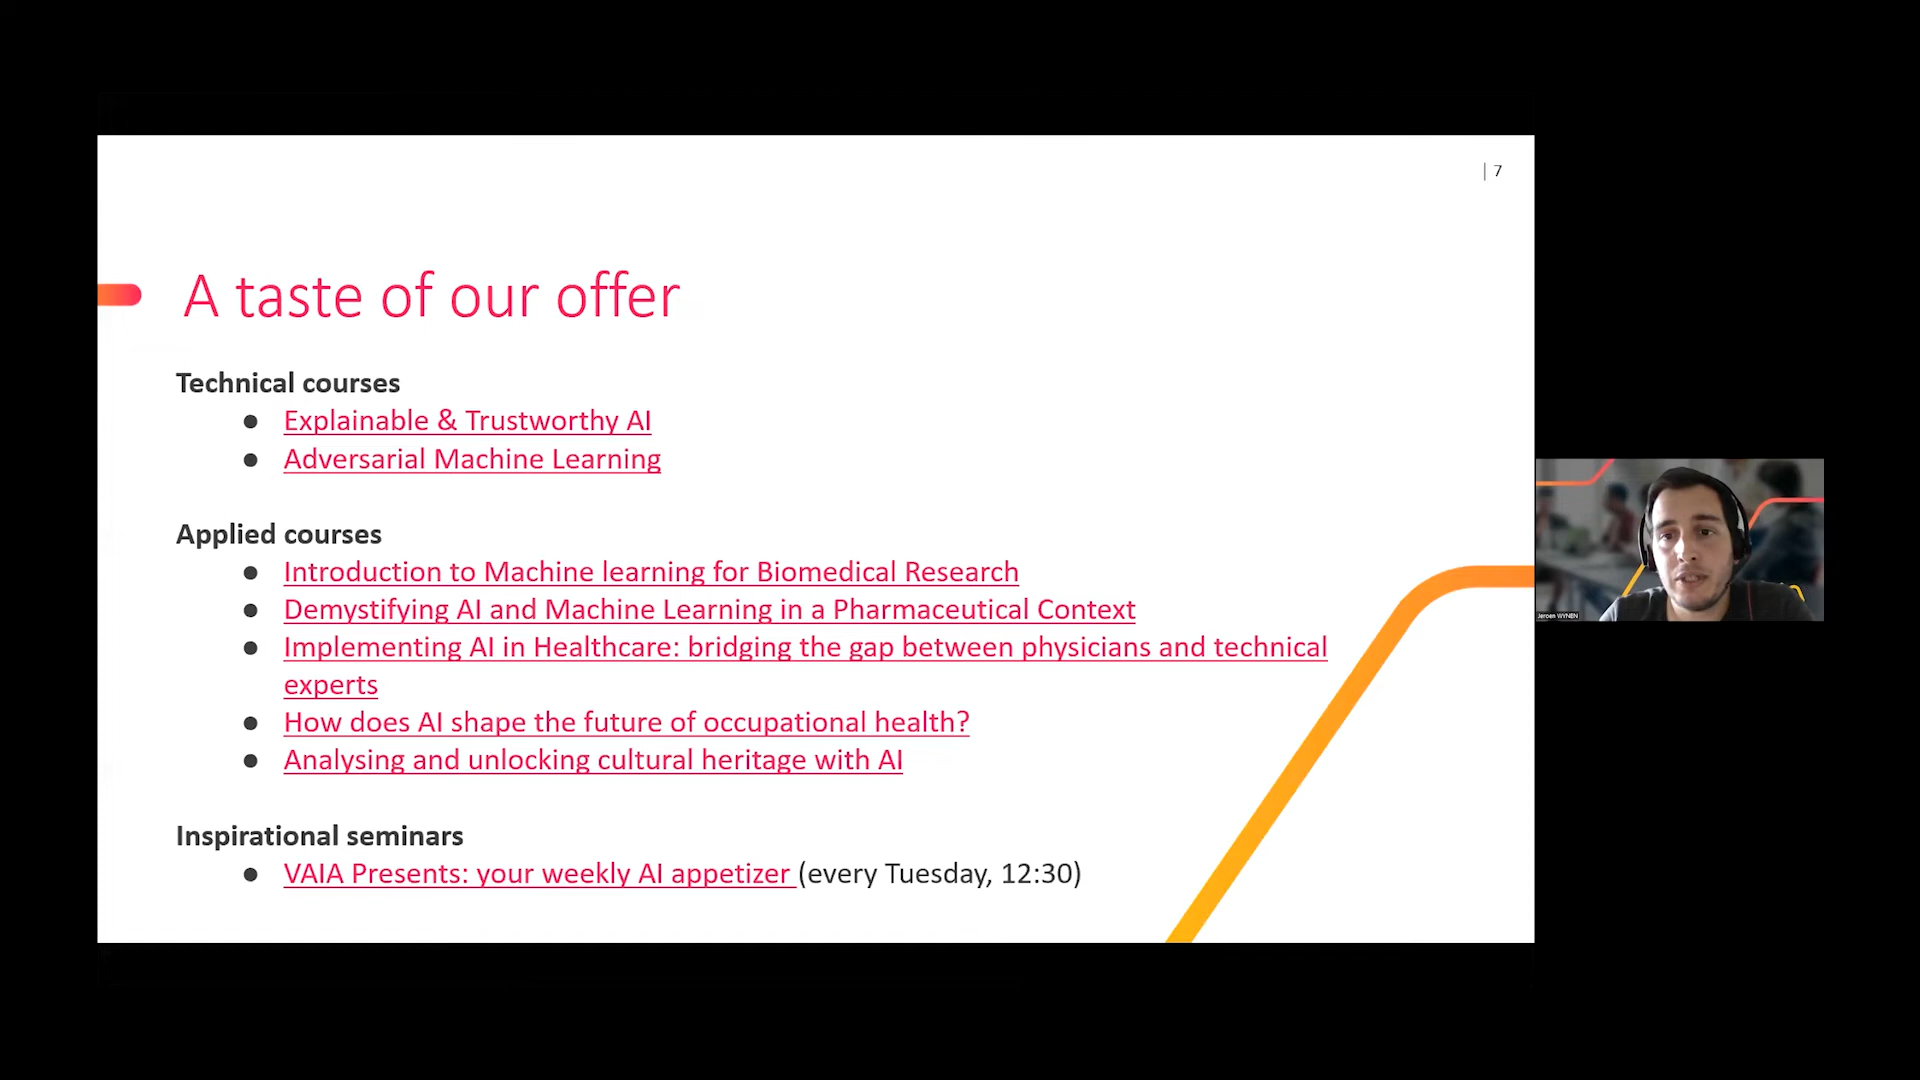 | 7
A taste of our offer
Technical courses
● Explainable & Trustworthy AI
● Adversarial Machine Learning
Applied courses
● Introduction to Machine learning for Biomedical Research
● Demystifying AI and Machine Learning in a Pharmaceutical Context
● Implementing AI in Healthcare: bridging the gap between physicians and technical
experts
● How does AI shape the future of occupational health?
● Analysing and unlocking cultural heritage with AI
Inspirational seminars
● VAIA Presents: your weekly AI appetizer (every Tuesday, 12:30)
Jeroen WYNEN